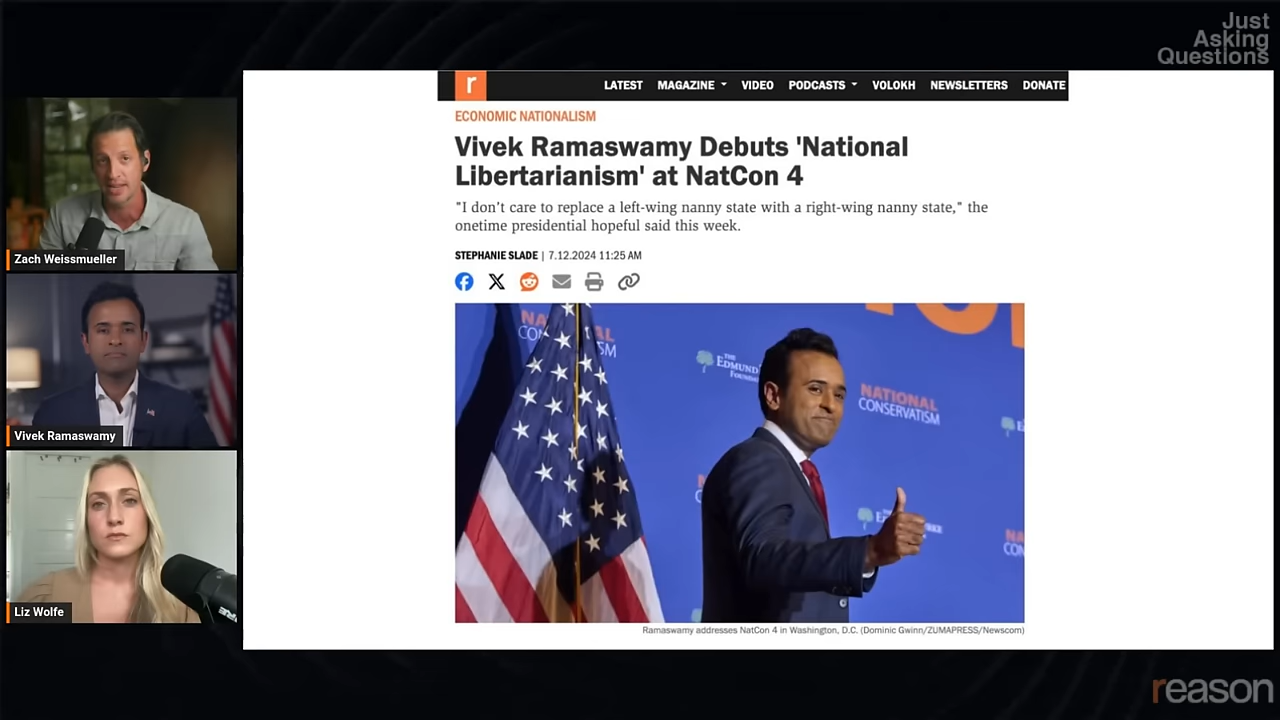 Just
Asking
Questions
r
LATEST MAGAZINE VIDEO PODCASTS VOLOKH NEWSLETTERS DONATE
ECONOMIC NATIONALISM
Vivek Ramaswamy Debuts 'National
Libertarianism' at NatCon 4
"I don't care to replace a left-wing nanny state with a right-wing nanny state," the
onetime presidential hopeful said this week.
STEPHANIE SLADE | 7.12.2024 11:25 AM
NATIONAL
CONSERVATISM
THE
EDMUND
FOUND
Ramaswamy addresses NatCon 4 in Washington, D.C. (Dominic Gwinn/ZUMAPRESS/Newscom)
Zach Weissmueller
Vivek Ramaswamy
Liz Wolfe
reason